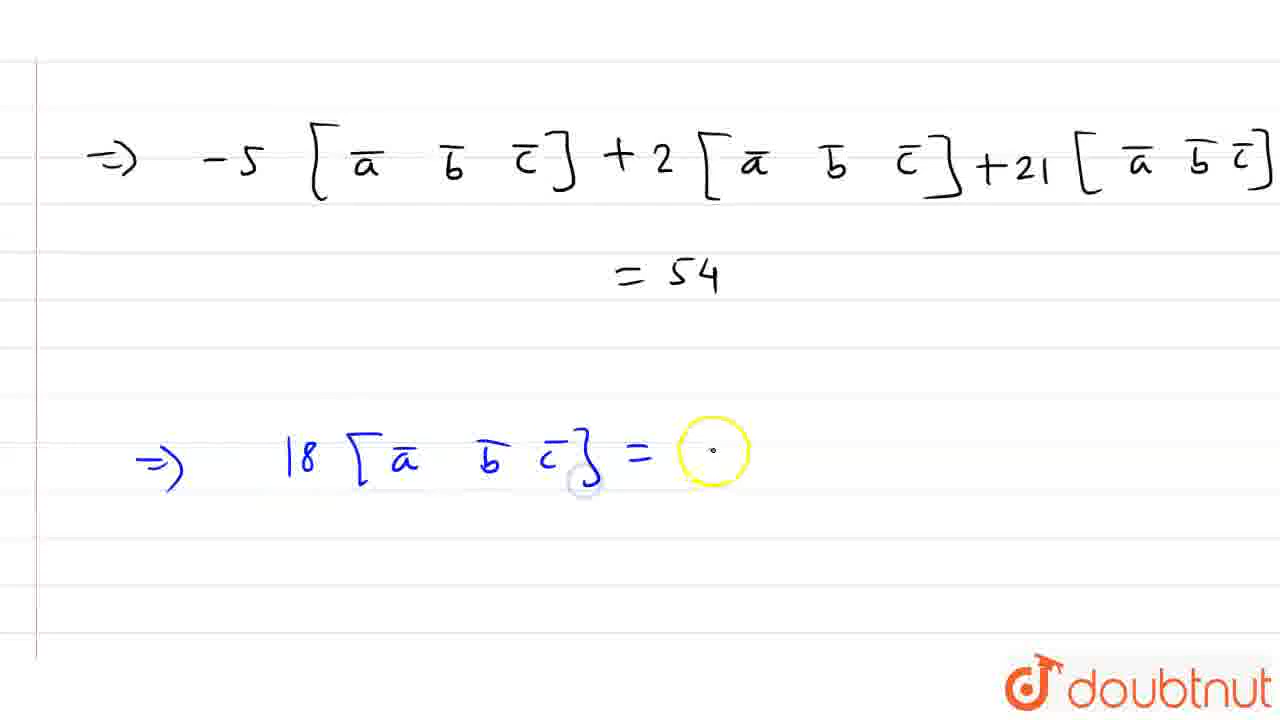 ⇒ -5 [a̅ b̅ c̅] + 2 [a̅ b̅ c̅] + 21 [a̅ b̅ c̅]
= 54
⇒ 18 [a̅ b̅ c̅] =
doubtnut